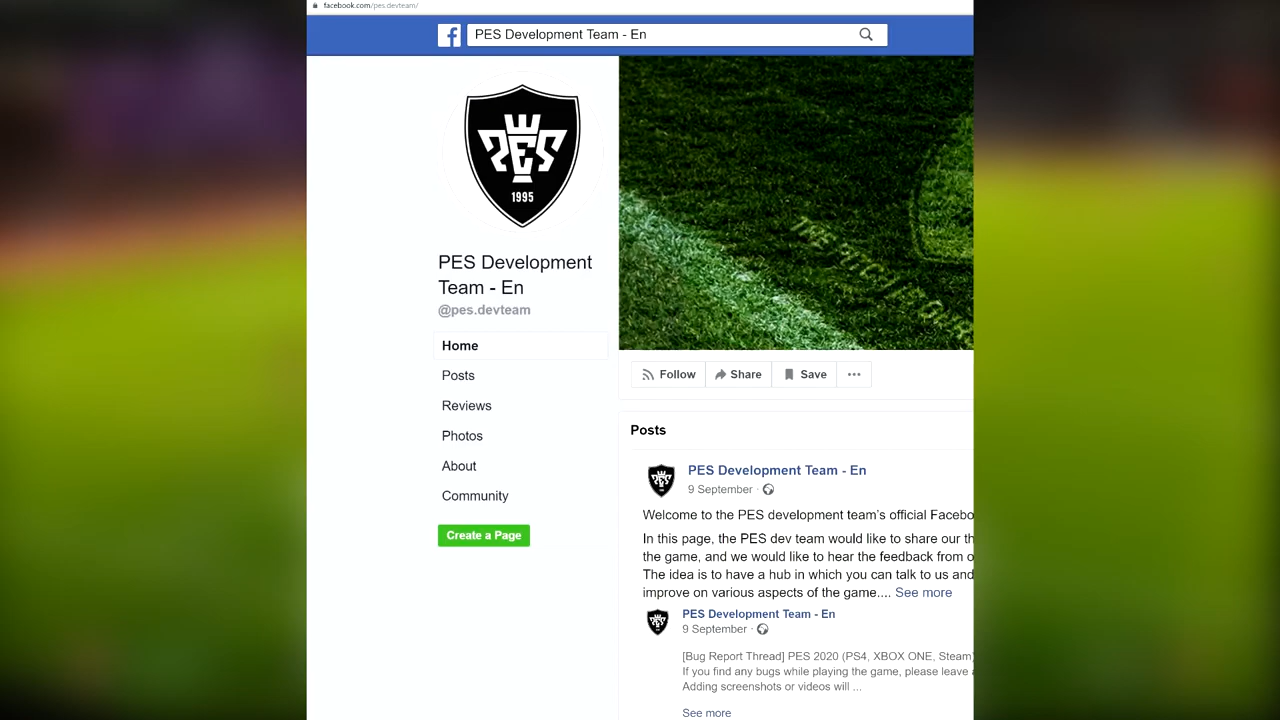 facebook.com/pes.devteam/
PES Development Team - En
PES
1995
PES Development
Team - En
@pes.devteam
Home
Posts
Reviews
Photos
About
Community
Create a Page
Follow
Share
Save
Posts
PES Development Team - En
9 September ·
Welcome to the PES development team's official Facebo
In this page, the PES dev team would like to share our th
the game, and we would like to hear the feedback from o
The idea is to have a hub in which you can talk to us and
improve on various aspects of the game.... See more
PES Development Team - En
9 September ·
[Bug Report Thread] PES 2020 (PS4, XBOX ONE, Steam)
If you find any bugs while playing the game, please leave a
Adding screenshots or videos will ...
See more